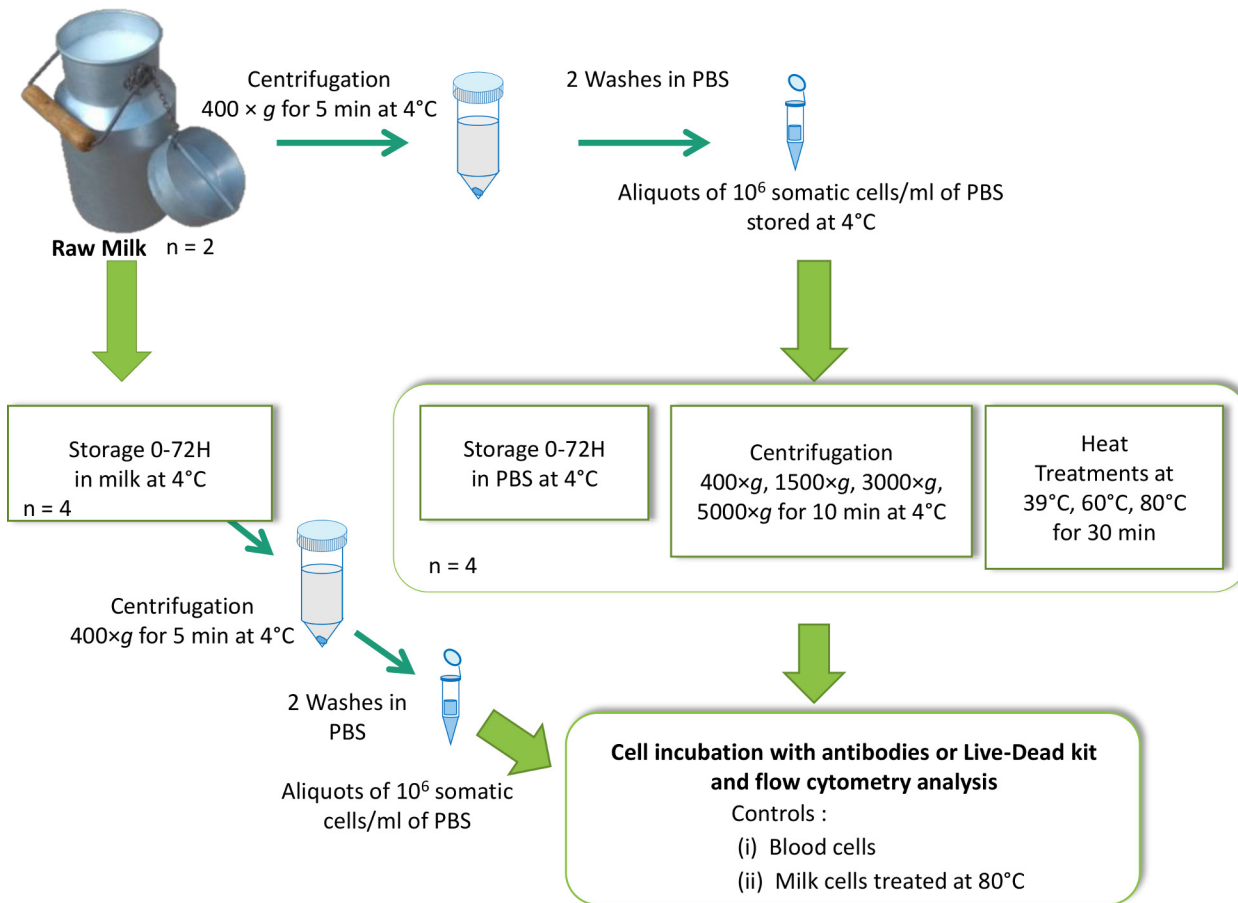 Centrifugation
400 × g for 5 min at 4°C
2 Washes in PBS
Aliquots of 10⁶ somatic cells/ml of PBS
stored at 4°C
Raw Milk n = 2
Storage 0-72H
in milk at 4°C
n = 4
Storage 0-72H
in PBS at 4°C
Centrifugation
400×g, 1500×g, 3000×g,
5000×g for 10 min at 4°C
Heat
Treatments at
39°C, 60°C, 80°C
for 30 min
n = 4
Centrifugation
400×g for 5 min at 4°C
2 Washes in
PBS
Aliquots of 10⁶ somatic
cells/ml of PBS
Cell incubation with antibodies or Live-Dead kit
and flow cytometry analysis
Controls :
(i) Blood cells
(ii) Milk cells treated at 80°C